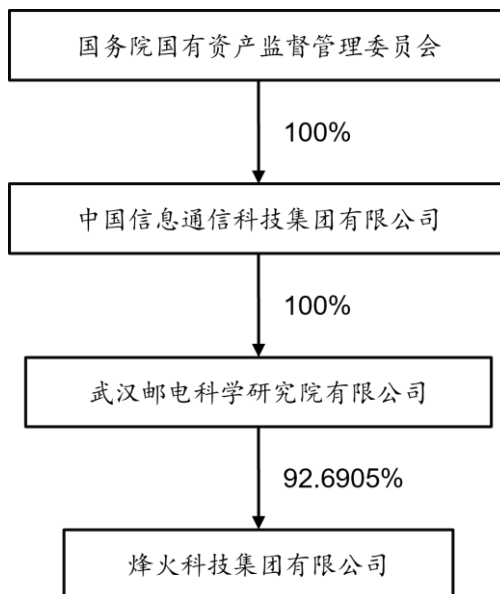 国务院国有资产监督管理委员会
100%
中国信息通信科技集团有限公司
100%
武汉邮电科学研究院有限公司
92.6905%
烽火科技集团有限公司